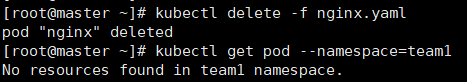 [root@master ~]# kubectl delete -f nginx.yaml
pod "nginx" deleted
[root@master ~]# kubectl get pod --namespace=team1
No resources found in team1 namespace.